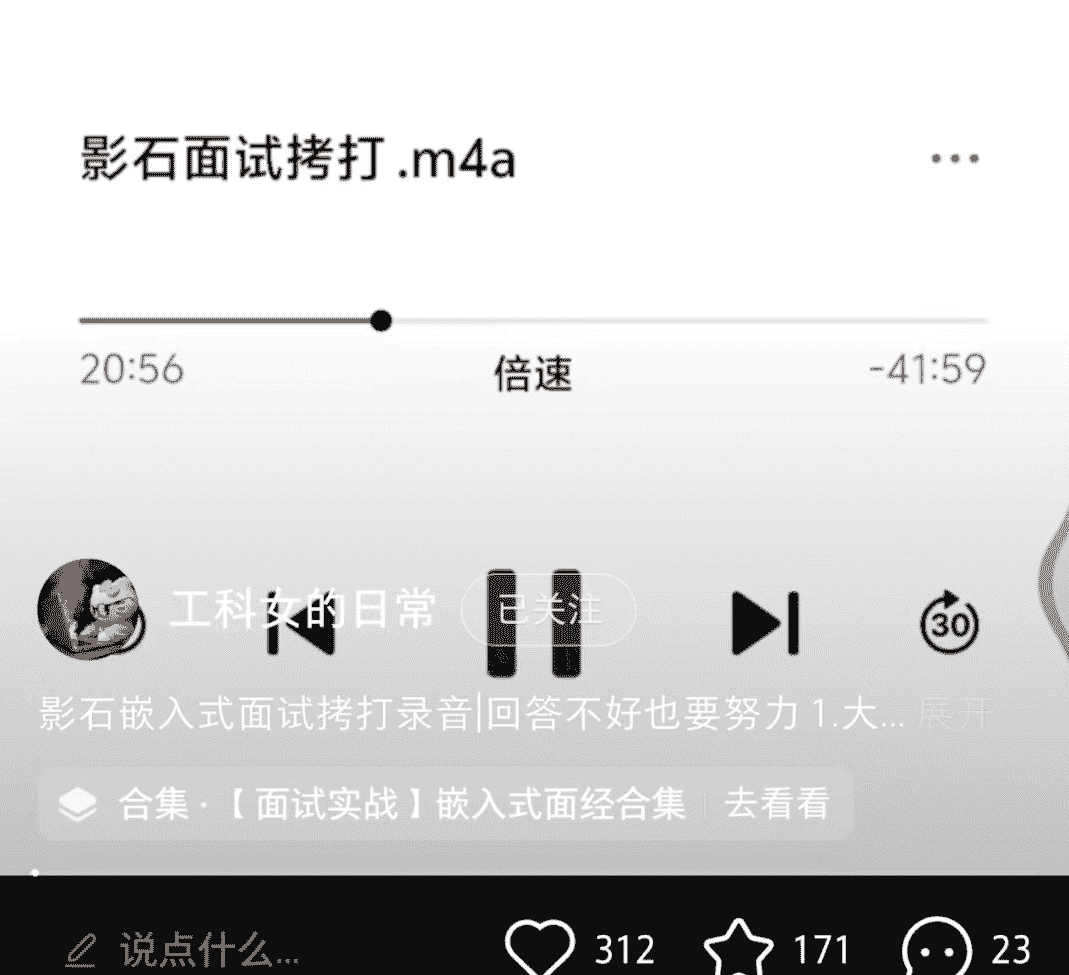 影石面试拷打.m4a
20:56 倍速 -41:59
工科女的日常 已关注
30
影石嵌入式面试拷打录音|回答不好也要努力 1.大... 展开
合集·【面试实战】嵌入式面经合集 去看看
说点什么... 312 171 23